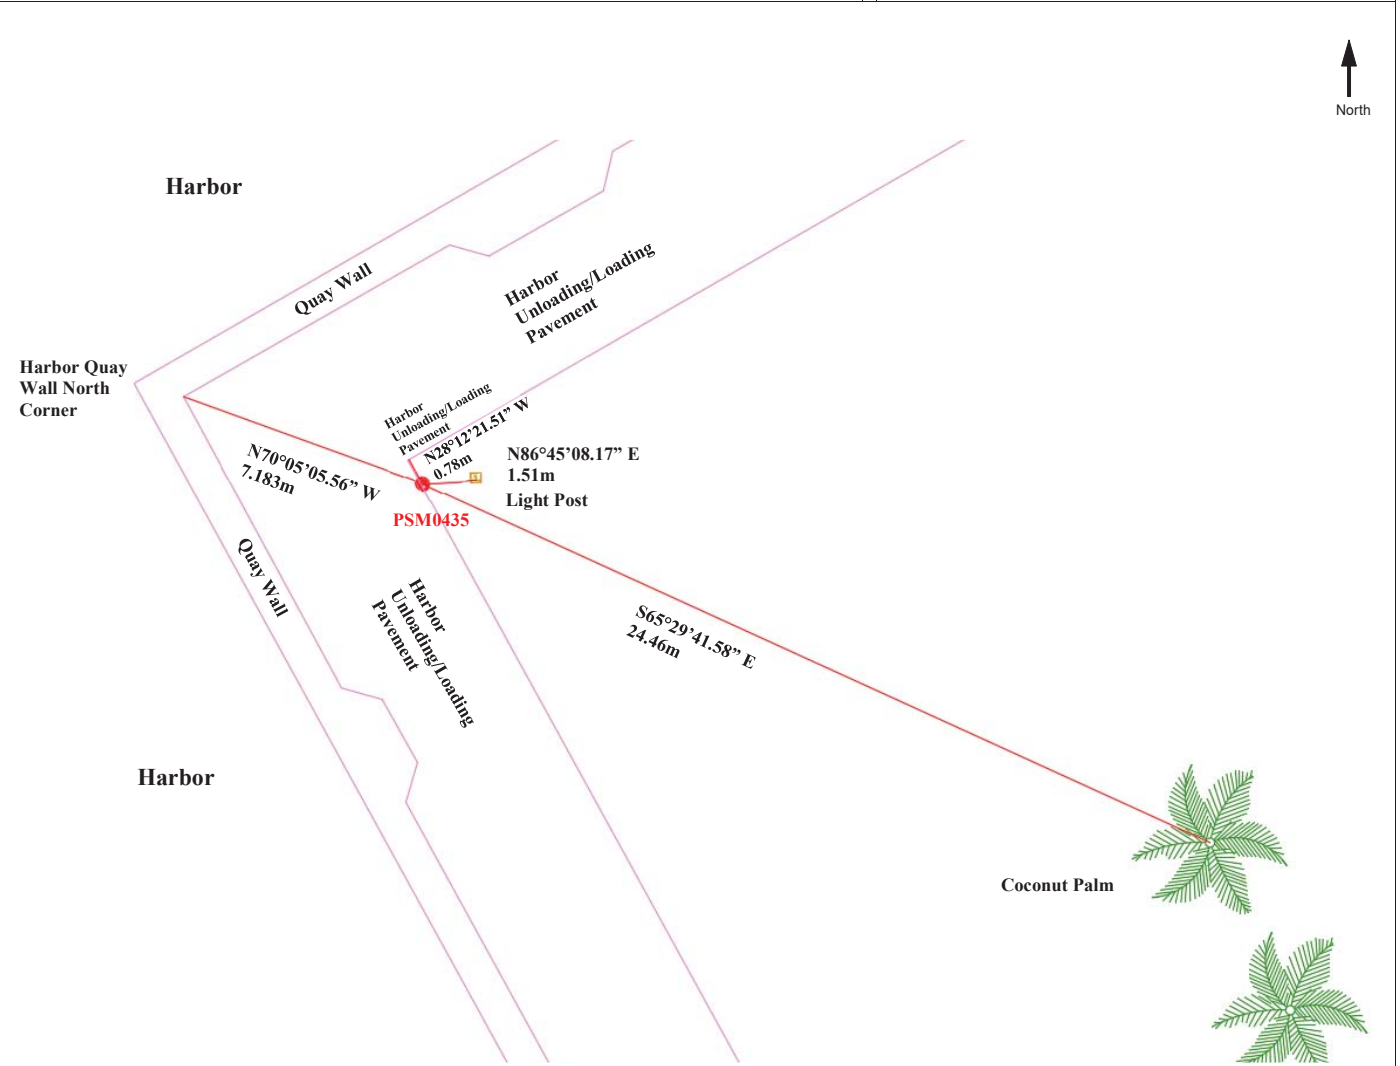 North
Harbor
Quay Wall
Harbor
Unloading/Loading
Pavement
Harbor Quay
Wall North
Corner
Harbor
Unloading/Loading
Pavement
N28°12’21.51” W
0.78m
N86°45’08.17” E
1.51m
Light Post
N70°05’05.56” W
7.183m
PSM0435
Quay Wall
Harbor
Unloading/Loading
Pavement
S65°29’41.58” E
24.46m
Harbor
Coconut Palm